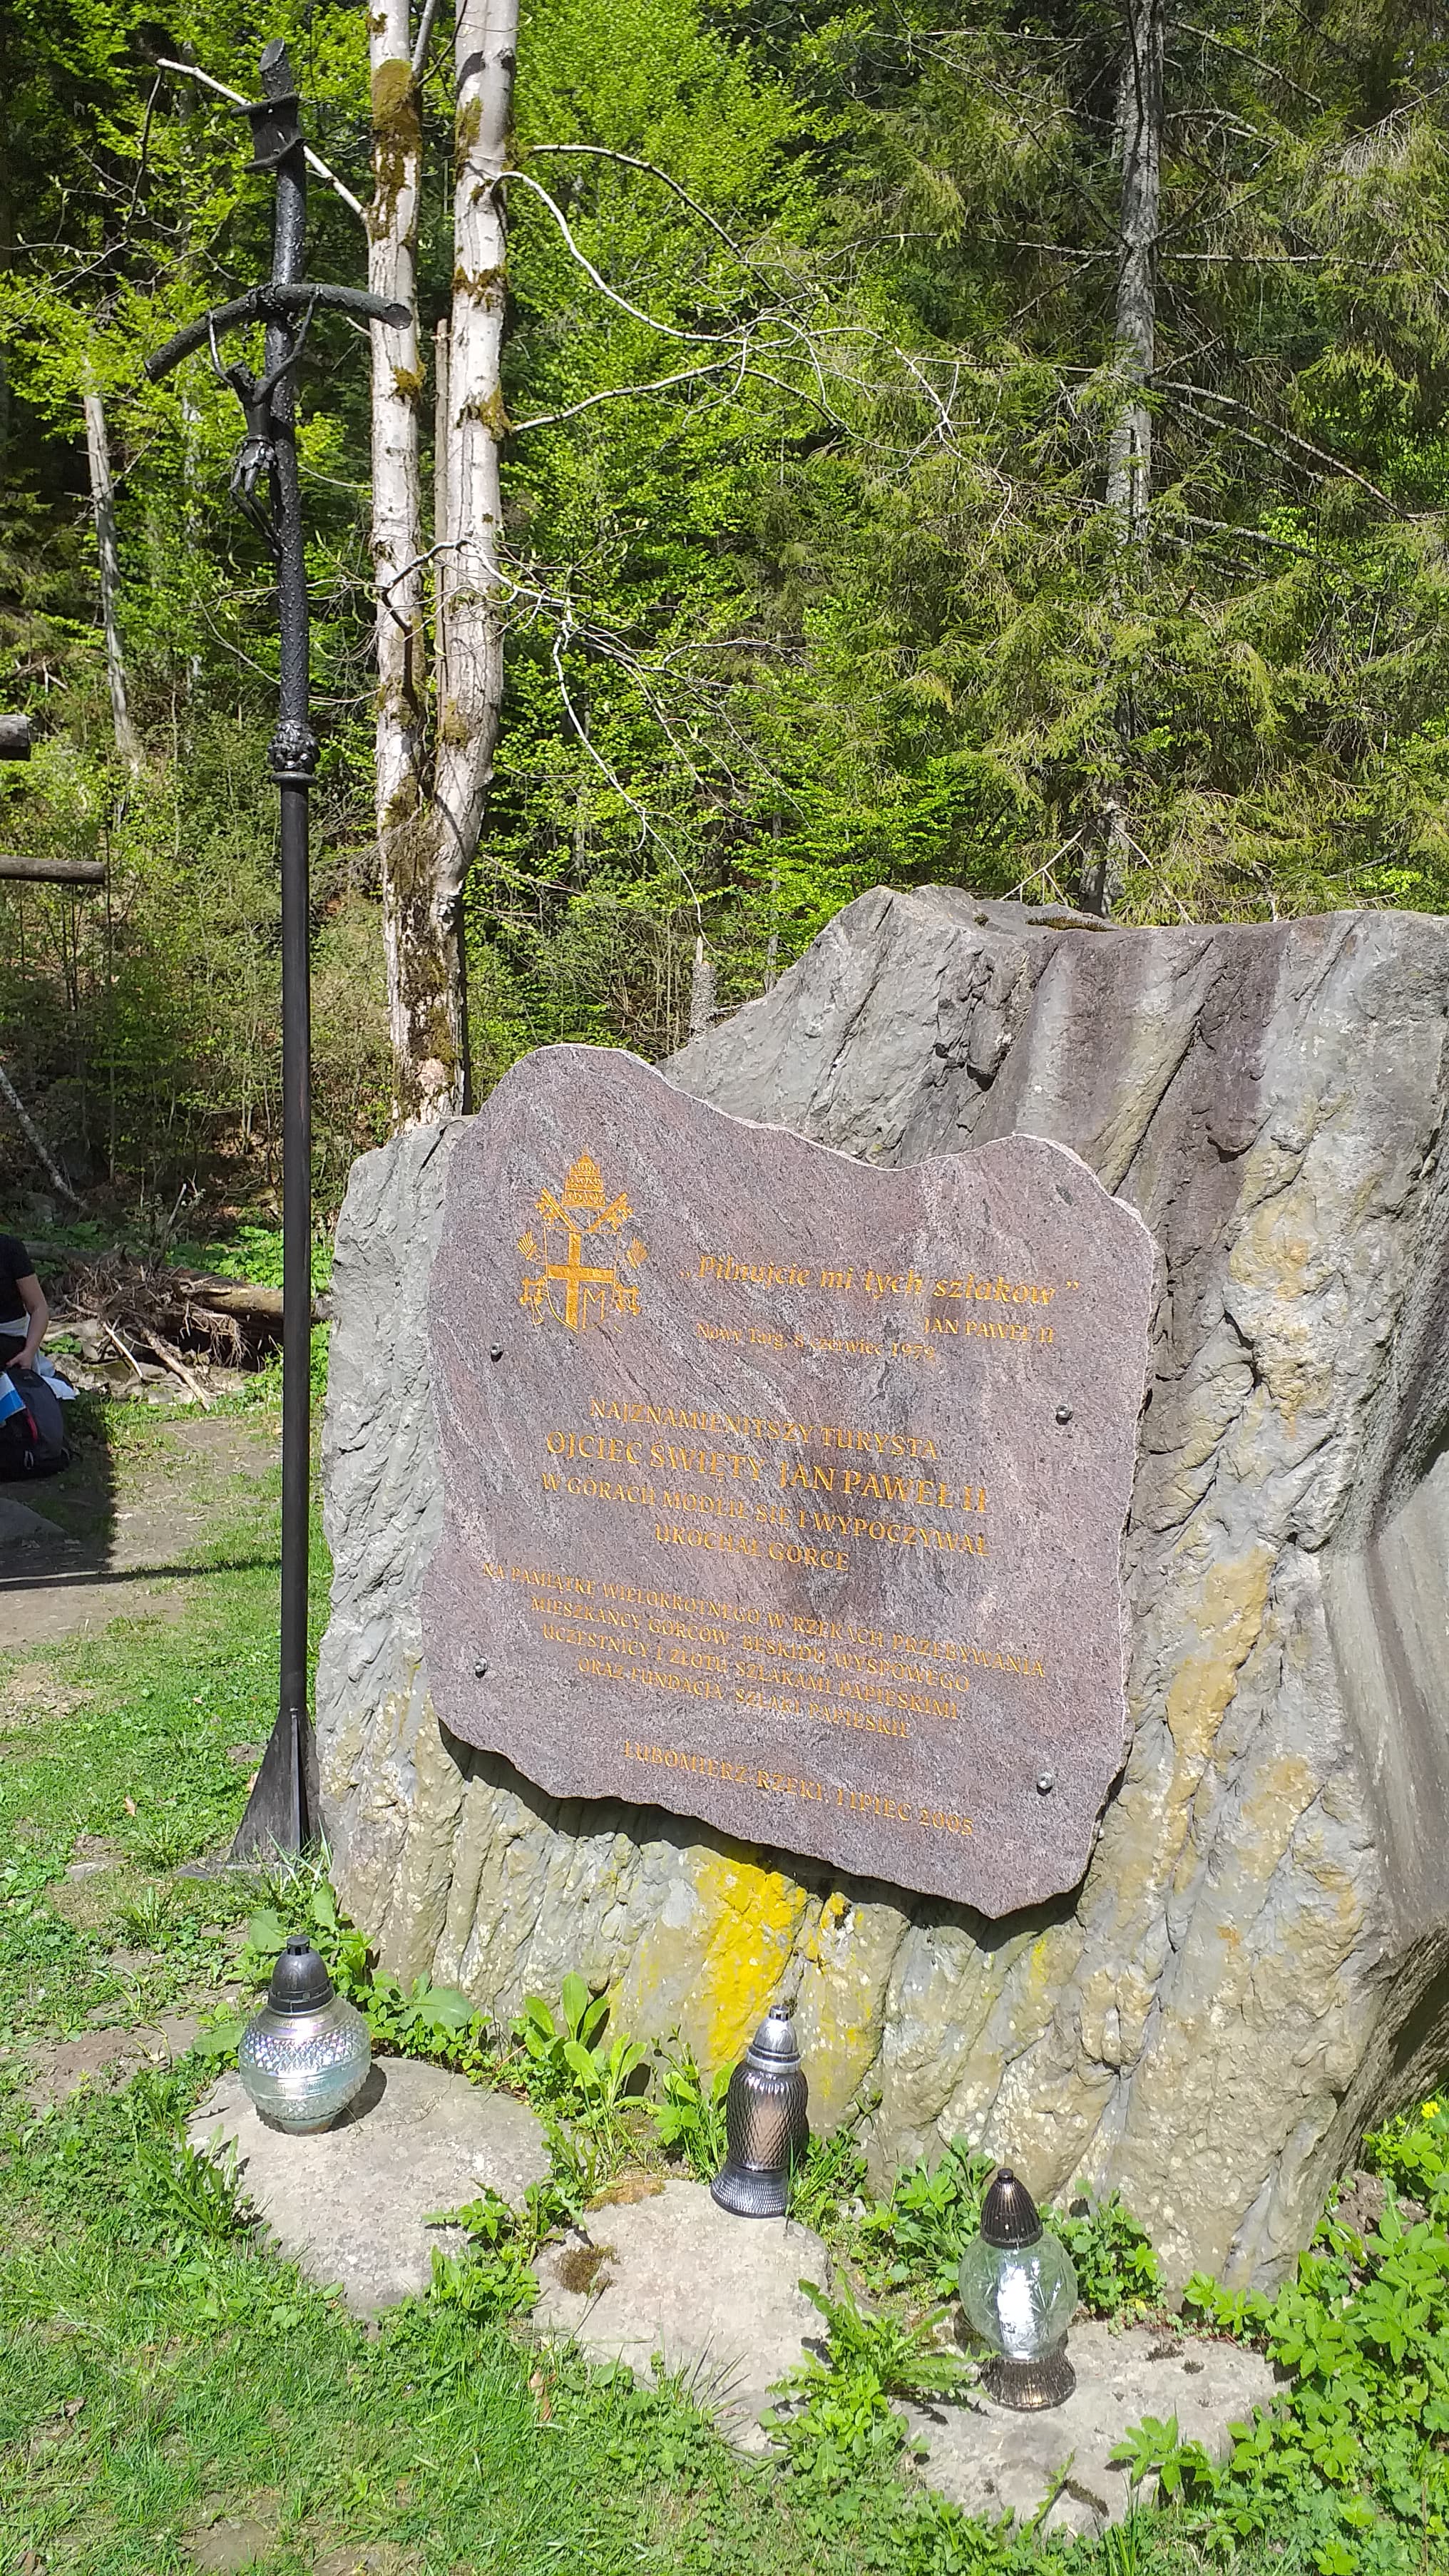 „Pilnujcie mi tych szlaków”
JAN PAWEŁ II
Nowy Targ, 8 czerwiec 1979
NAJZNAMIENITSZY TURYSTA
OJCIEC ŚWIĘTY JAN PAWEŁ II
W GÓRACH MODLIŁ SIĘ I WYPOCZYWAŁ
UKOCHAŁ GORCE
NA PAMIĄTKĘ WIELOKROTNEGO W RZEKACH PRZEBYWANIA
MIESZKAŃCY GORCÓW, BESKIDU WYSPOWEGO
UCZESTNICY I ZLOTU SZLAKAMI PAPIESKIMI
ORAZ FUNDACJA SZLAKI PAPIESKIE
LUBOMIERZ-RZEKI, LIPIEC 2005
M